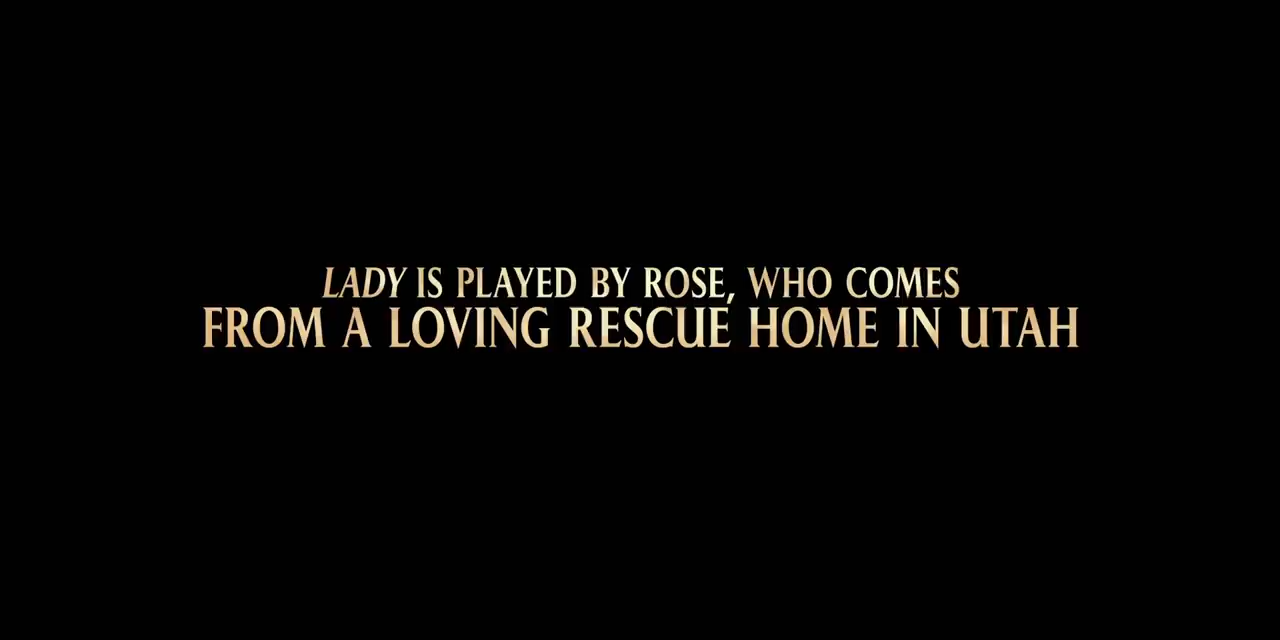 LADY IS PLAYED BY ROSE, WHO COMES
FROM A LOVING RESCUE HOME IN UTAH